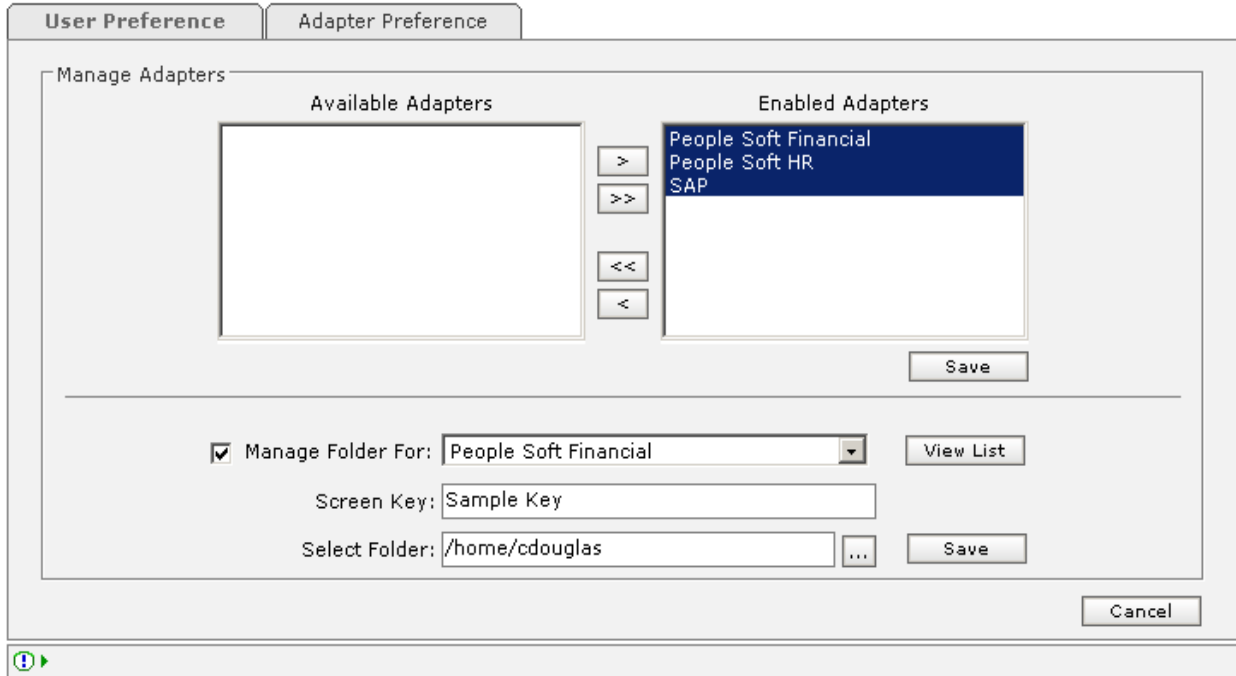 User Preference
Adapter Preference
Manage Adapters
Available Adapters
Enabled Adapters
People Soft Financial
People Soft HR
SAP
>
>>
<<
<
Save
Manage Folder For: People Soft Financial View List
Screen Key: Sample Key
Select Folder: /home/cdouglas ... Save
Cancel